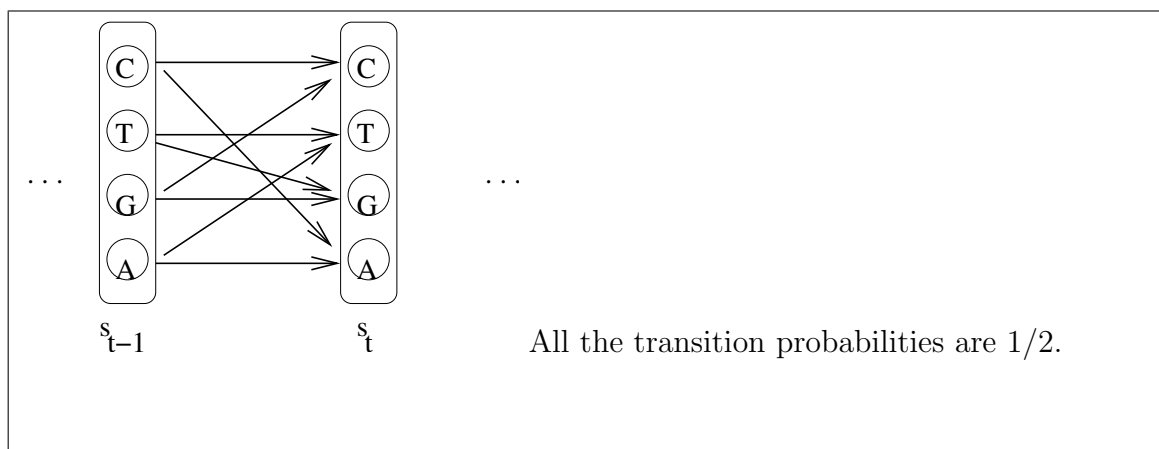 C C
T T
... ...
G G
A A
s_{t−1} s_t
All the transition probabilities are 1/2.